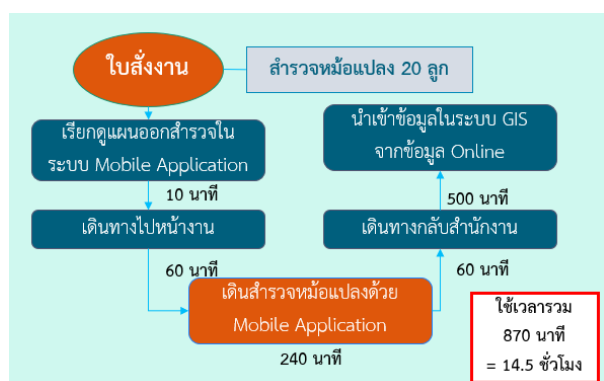 ใบสั่งงาน
สำรวจหม้อแปลง 20 ลูก
เรียกดูแผนออกสำรวจใน
ระบบ Mobile Application
10 นาที
เดินทางไปหน้างาน
60 นาที
เดินสำรวจหม้อแปลงด้วย
Mobile Application
240 นาที
60 นาที
เดินทางกลับสำนักงาน
500 นาที
นำเข้าข้อมูลในระบบ GIS
จากข้อมูล Online
ใช้เวลารวม
870 นาที
= 14.5 ชั่วโมง